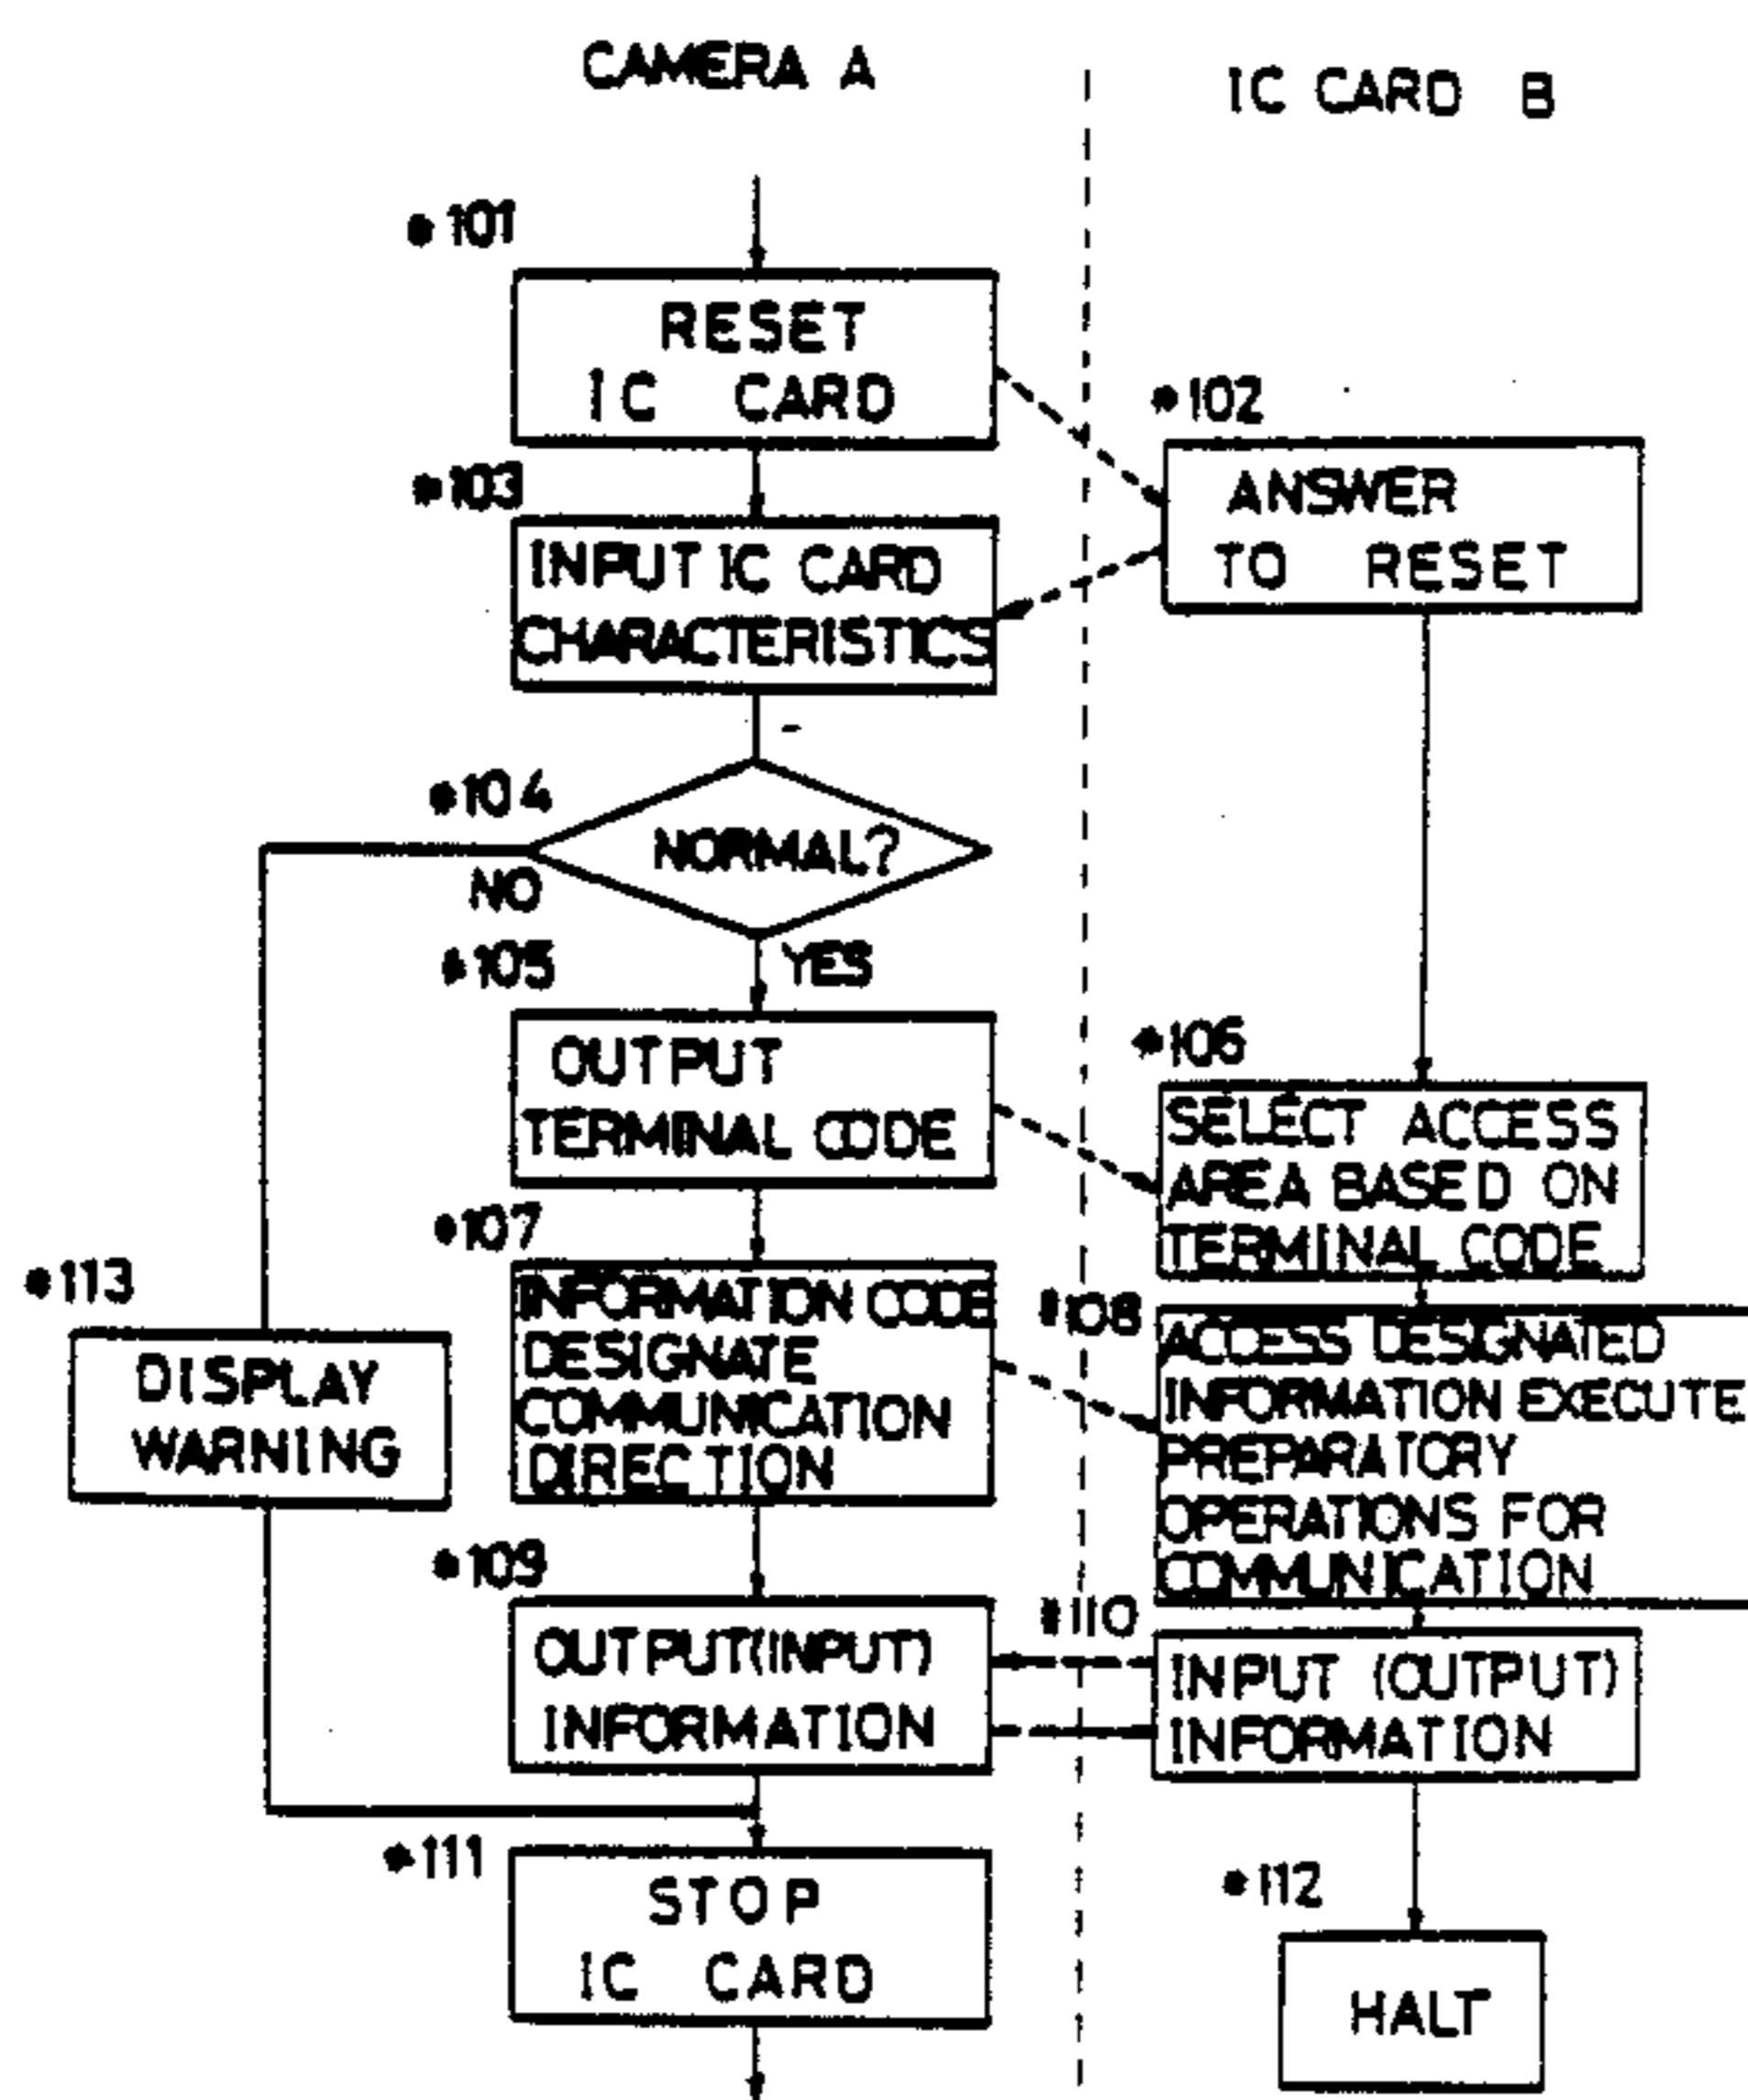 CAMERA A
IC CARD B
#101
RESET
IC CARD
#102
ANSWER
TO RESET
#103
INPUT IC CARD
CHARACTERISTICS
#104
NORMAL?
NO
YES
#105
OUTPUT
TERMINAL CODE
#106
SELECT ACCESS
AREA BASED ON
TERMINAL CODE
#107
INFORMATION CODE
DESIGNATE
COMMUNICATION
DIRECTION
#108
ACCESS DESIGNATED
INFORMATION EXECUTE
PREPARATORY
OPERATIONS FOR
COMMUNICATION
#113
DISPLAY
WARNING
#109
OUTPUT(INPUT)
INFORMATION
#110
INPUT (OUTPUT)
INFORMATION
#111
STOP
IC CARD
#112
HALT